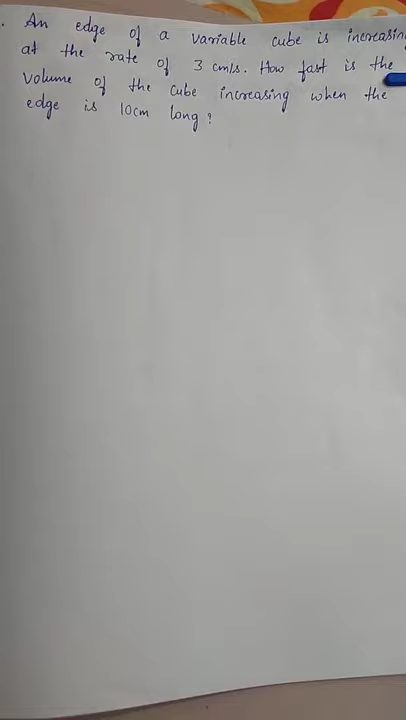 . An edge of a variable cube is increasing
at the rate of 3 cm/s. How fast is the
volume of the cube increasing when the
edge is 10cm long?